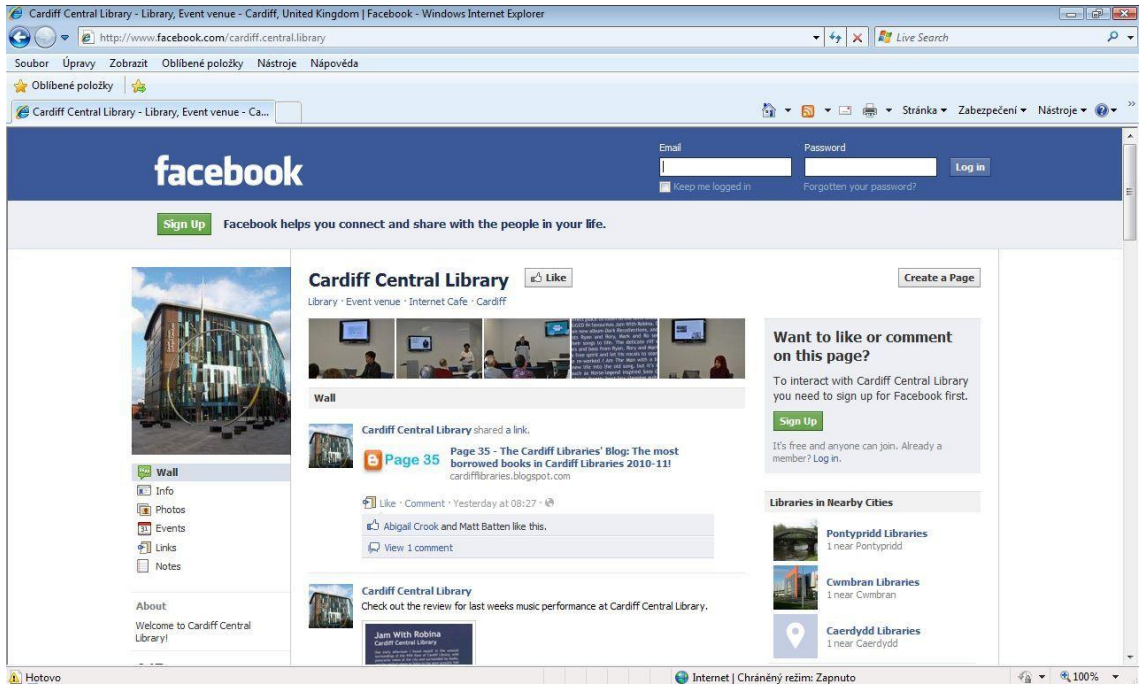 Cardiff Central Library - Library, Event venue - Cardiff, United Kingdom | Facebook - Windows Internet Explorer
http://www.facebook.com/cardiff.central.library
Live Search
Soubor Úpravy Zobrazit Oblíbené položky Nástroje Nápověda
Oblíbené položky
Cardiff Central Library - Library, Event venue - Ca...
Stránka Zabezpečení Nástroje
facebook
Email
Password
Log in
Keep me logged in
Forgotten your password?
Sign Up
Facebook helps you connect and share with the people in your life.
Wall
Info
Photos
31 Events
Links
Notes
About
Welcome to Cardiff Central
Library!
Cardiff Central Library
Like
Create a Page
Library · Event venue · Internet Cafe · Cardiff
Wall
Cardiff Central Library shared a link.
Page 35
Page 35 - The Cardiff Libraries' Blog: The most
borrowed books in Cardiff Libraries 2010-11!
cardifflibraries.blogspot.com
Like · Comment · Yesterday at 08:27 ·
Abigail Crook and Matt Batten like this.
View 1 comment
Cardiff Central Library
Check out the review for last weeks music performance at Cardiff Central Library.
Jam With Robina
Cardiff Central Library
Want to like or comment
on this page?
To interact with Cardiff Central Library
you need to sign up for Facebook first.
Sign Up
It's free and anyone can join. Already a
member? Log in.
Libraries in Nearby Cities
Pontypridd Libraries
1 near Pontypridd
Cwmbran Libraries
1 near Cwmbran
Caerdydd Libraries
1 near Caerdydd
Hotovo
Internet | Chráněný režim: Zapnuto
100%